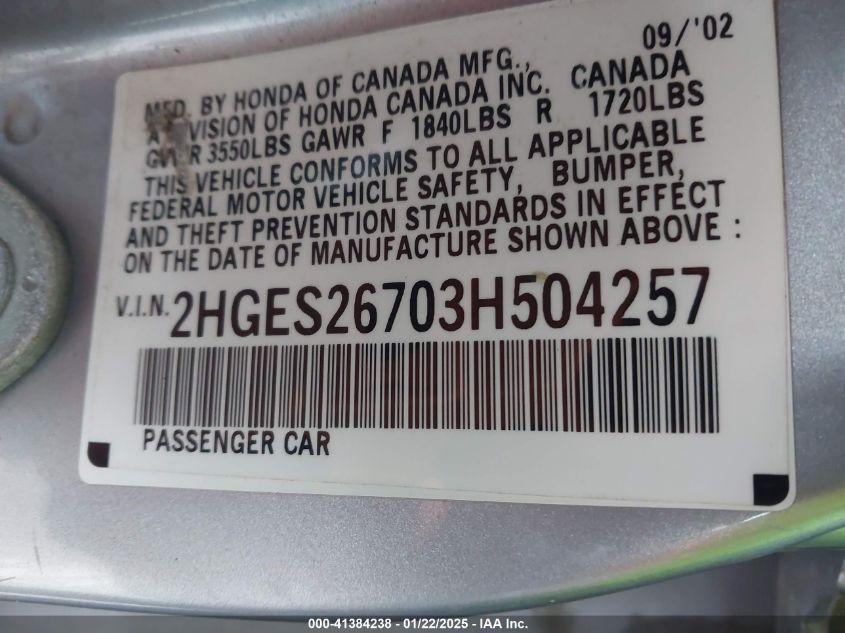 09/'02
MFD. BY HONDA OF CANADA MFG.,
A DIVISION OF HONDA CANADA INC. CANADA
GVWR 3550LBS GAWR F 1840LBS R 1720LBS
THIS VEHICLE CONFORMS TO ALL APPLICABLE
FEDERAL MOTOR VEHICLE SAFETY, BUMPER,
AND THEFT PREVENTION STANDARDS IN EFFECT
ON THE DATE OF MANUFACTURE SHOWN ABOVE :
V.I.N. 2HGES26703H504257
PASSENGER CAR
000-41384238 - 01/22/2025 - IAA Inc.